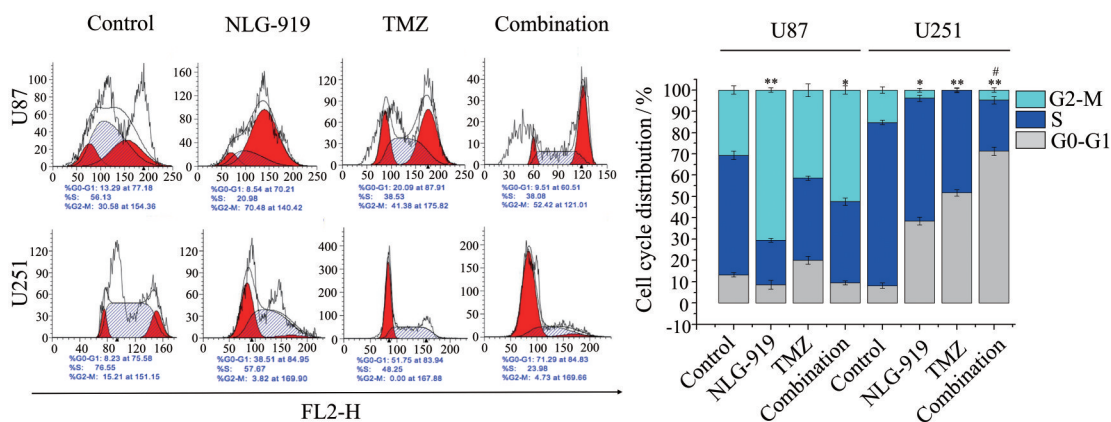 Control NLG-919 TMZ Combination
U87
100
80
60
40
20
0
0 50 100 150 200 250
%G0-G1: 13.29 at 77.18
%S: 56.13
%G2-M: 30.58 at 154.36
160
120
80
40
0
0 50 100 150 200 250
%G0-G1: 8.54 at 70.21
%S: 20.98
%G2-M: 70.48 at 140.42
120
90
60
30
0
0 50 100 150 200 250
%G0-G1: 20.09 at 87.91
%S: 38.53
%G2-M: 41.38 at 175.82
40
30
20
10
0
0 30 60 90 120 150
%G0-G1: 9.51 at 60.51
%S: 38.08
%G2-M: 52.42 at 121.01
U251
120
90
60
30
0
0 40 80 120 160
%G0-G1: 8.23 at 75.58
%S: 76.55
%G2-M: 15.21 at 151.15
120
90
60
30
0
0 50 100 150 200
%G0-G1: 38.51 at 84.95
%S: 57.67
%G2-M: 3.82 at 169.90
400
300
200
100
0
0 50 100 150 200
%G0-G1: 51.75 at 83.94
%S: 48.25
%G2-M: 0.00 at 167.88
200
150
100
50
0
0 50 100 150 200
%G0-G1: 71.29 at 84.83
%S: 23.98
%G2-M: 4.73 at 169.66
FL2-H
U87 U251
Cell cycle distribution / %
100
90
80
70
60
50
40
30
20
10
0
-10
** * * ** #
**
G2-M
S
G0-G1
Control NLG-919 TMZ Combination Control NLG-919 TMZ Combination